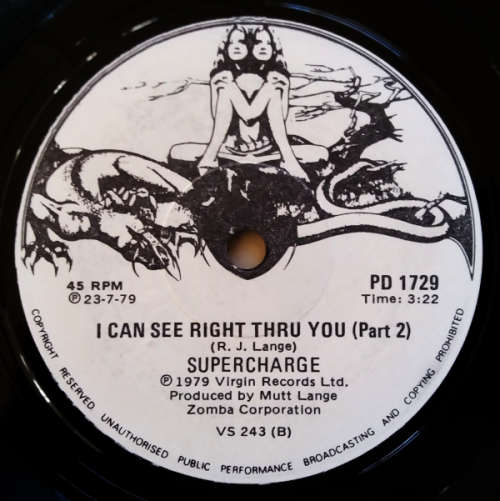 45 RPM
Ⓟ 23-7-79
PD 1729
Time: 3:22
I CAN SEE RIGHT THRU YOU (Part 2)
(R. J. Lange)
SUPERCHARGE
Ⓟ 1979 Virgin Records Ltd.
Produced by Mutt Lange
Zomba Corporation
VS 243 (B)
COPYRIGHT RESERVED UNAUTHORISED PUBLIC PERFORMANCE BROADCASTING AND COPYING PROHIBITED